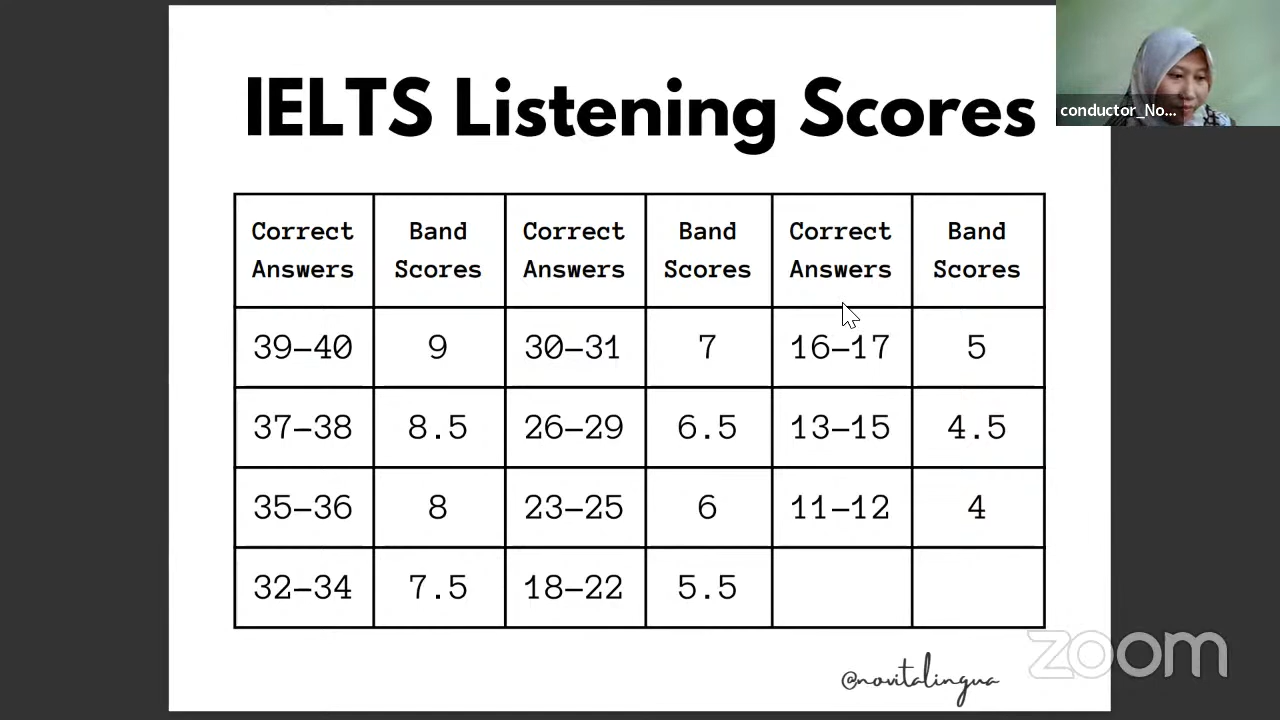 IELTS Listening Scores
conductor_No...
Correct Answers Band Scores Correct Answers Band Scores Correct Answers Band Scores
39–40 9 30–31 7 16–17 5
37–38 8.5 26–29 6.5 13–15 4.5
35–36 8 23–25 6 11–12 4
32–34 7.5 18–22 5.5
@novitalingua
zoom